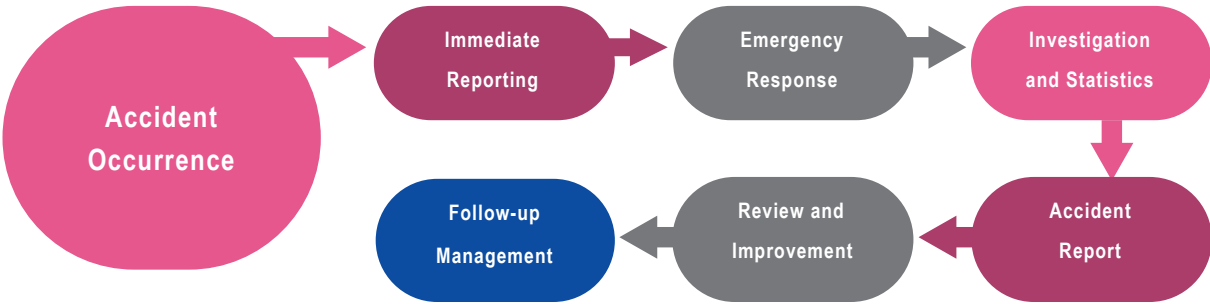 Accident
Occurrence
Immediate
Reporting
Emergency
Response
Investigation
and Statistics
Accident
Report
Review and
Improvement
Follow-up
Management